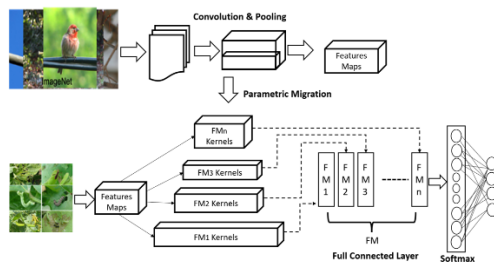 Convolution & Pooling
ImageNet
Features
Maps
Parametric Migration
FMn
Kernels
FM3 Kernels
FM2 Kernels
FM1 Kernels
Features
Maps
F
M
1
F
M
2
F
M
3
F
M
n
FM
Full Connected Layer
Softmax